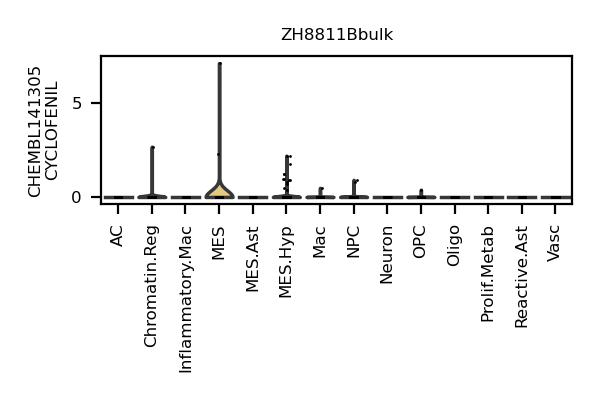 ZH8811Bbulk
CHEMBL141305
CYCLOFENIL
5
0
AC
Chromatin.Reg
Inflammatory.Mac
MES
MES.Ast
MES.Hyp
Mac
NPC
Neuron
OPC
Oligo
Prolif.Metab
Reactive.Ast
Vasc